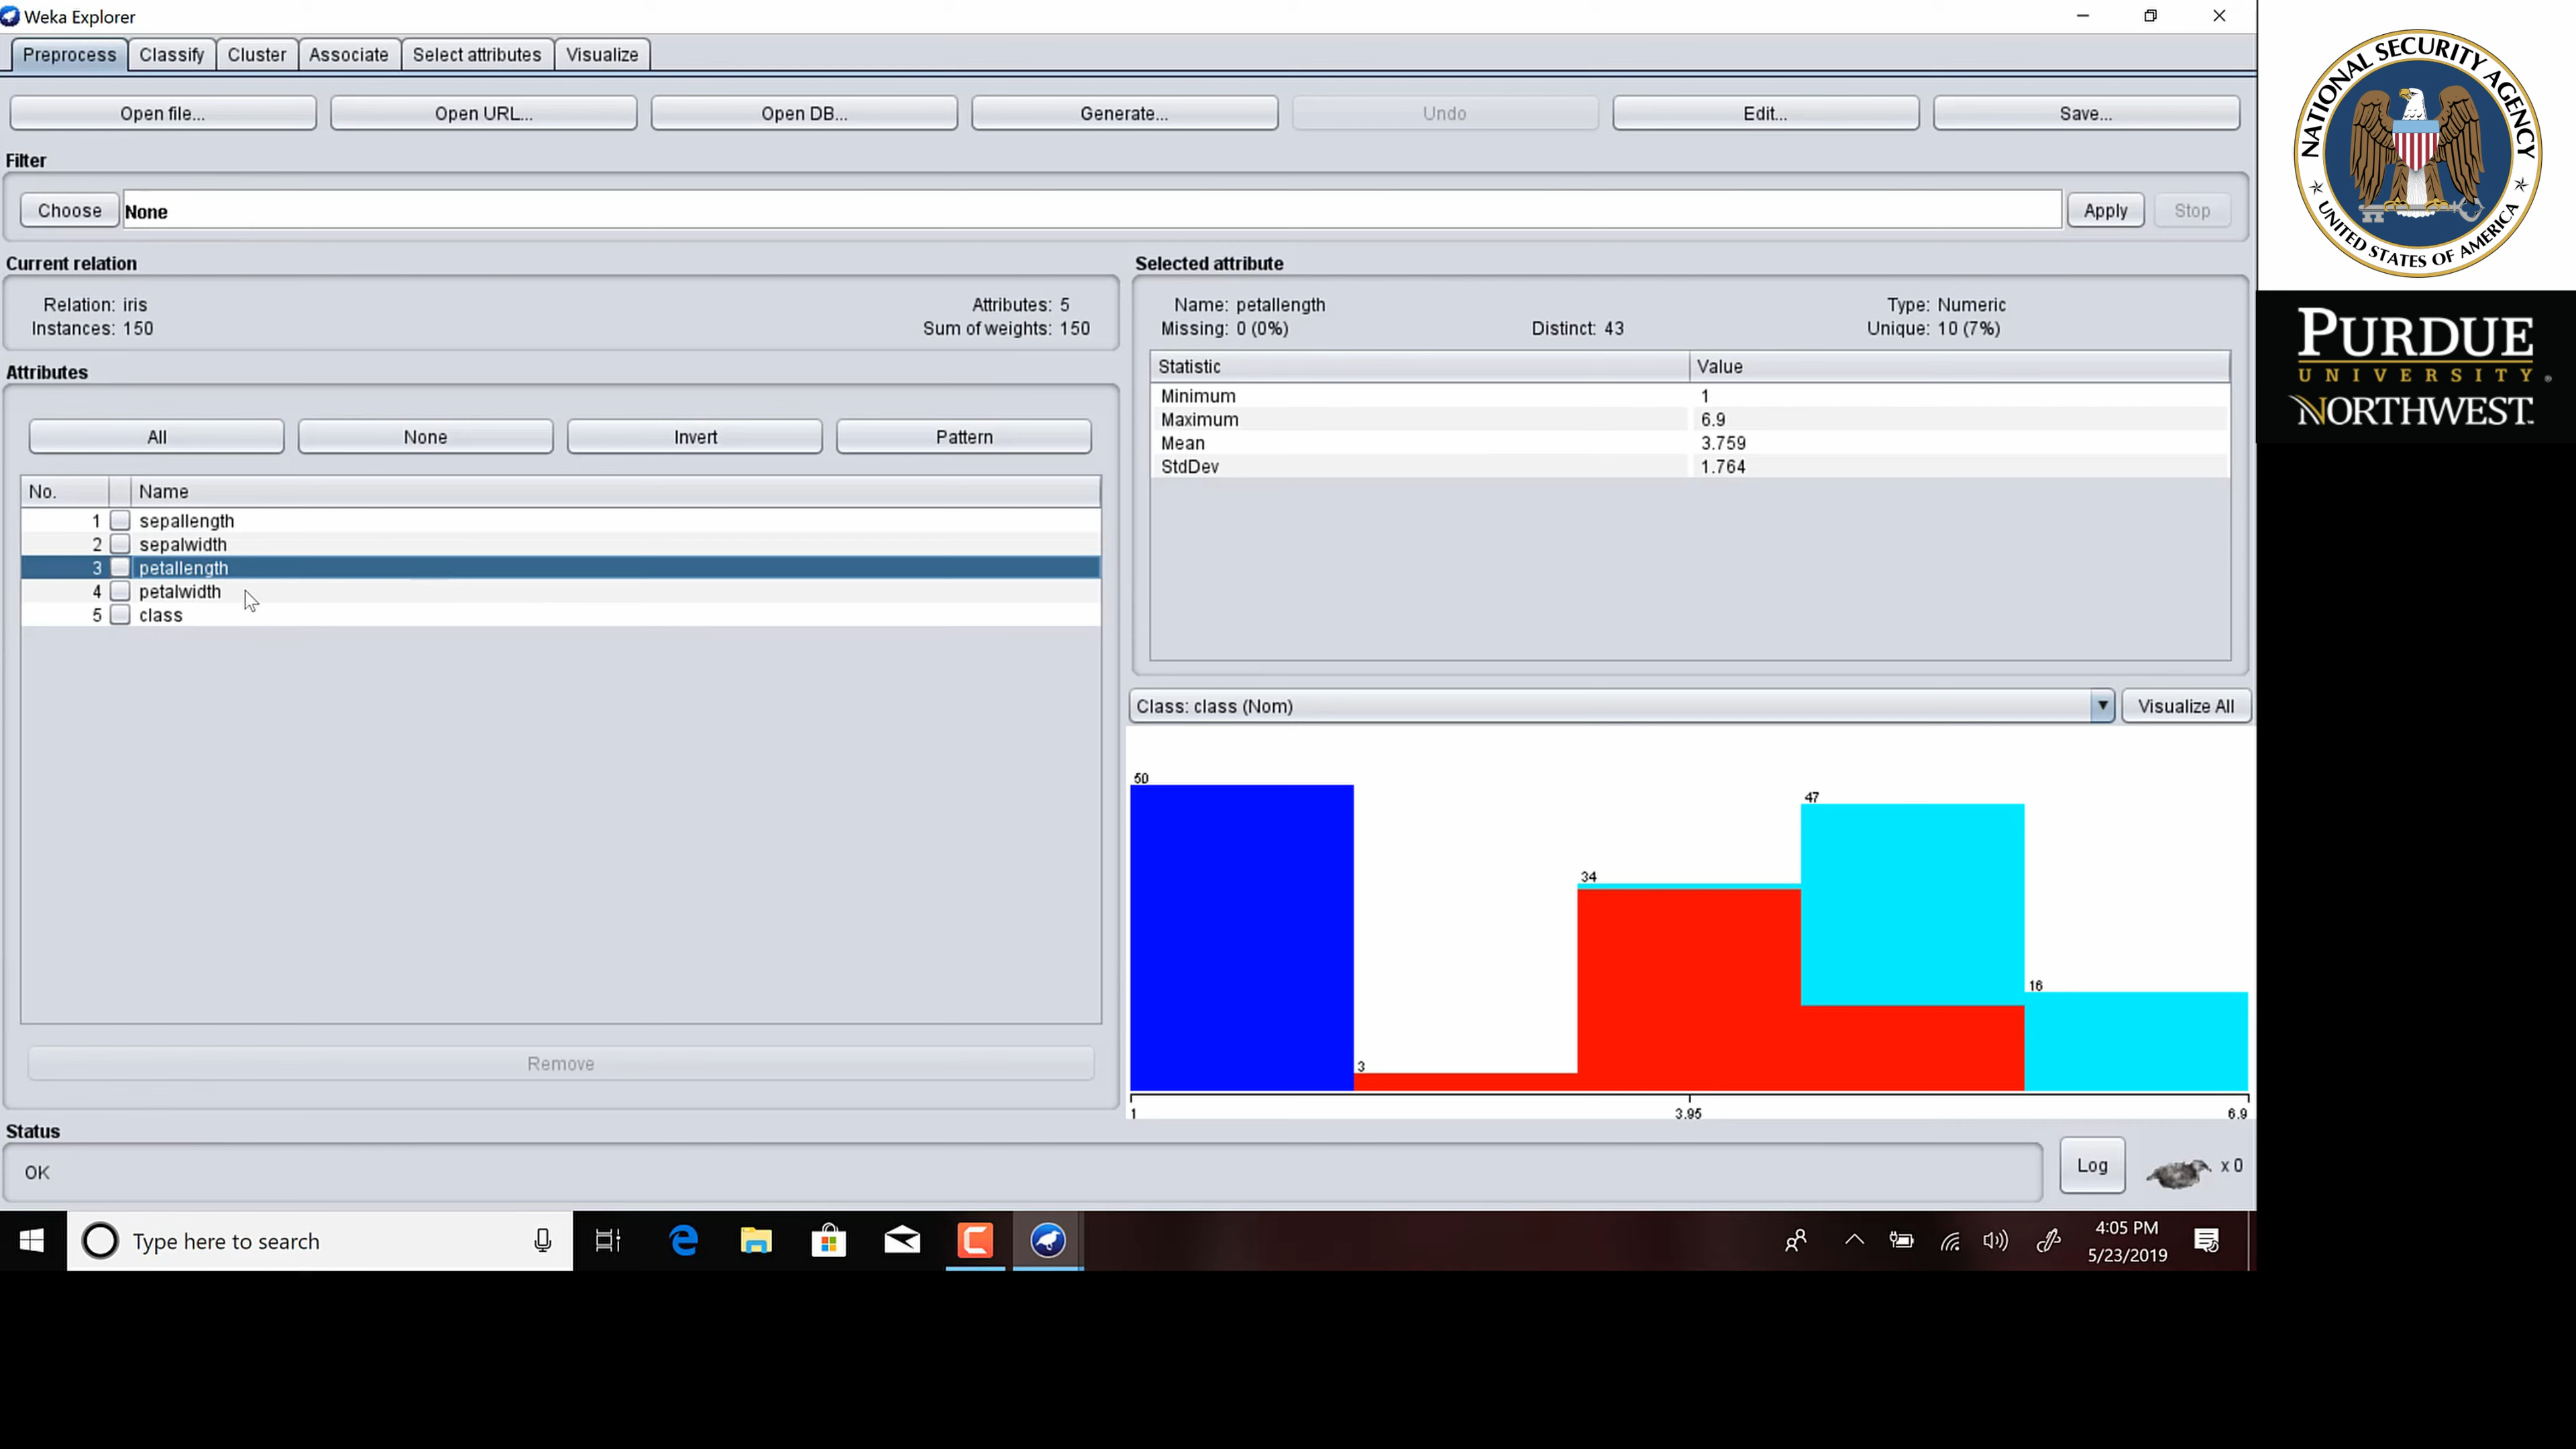 Weka Explorer
Preprocess Classify Cluster Associate Select attributes Visualize
Open file... Open URL... Open DB... Generate... Undo Edit... Save...
Filter
Choose None Apply Stop
Current relation
Relation: iris Attributes: 5
Instances: 150 Sum of weights: 150
Attributes
All None Invert Pattern
No. Name
1 sepallength
2 sepalwidth
3 petallength
4 petalwidth
5 class
Remove
Selected attribute
Name: petallength Type: Numeric
Missing: 0 (0%) Distinct: 43 Unique: 10 (7%)
Statistic Value
Minimum 1
Maximum 6.9
Mean 3.759
StdDev 1.764
Class: class (Nom) Visualize All
50
3
34
47
16
1 3.95 6.9
Status
OK
Log x 0
Type here to search
4:05 PM
5/23/2019
NATIONAL SECURITY AGENCY
UNITED STATES OF AMERICA
PURDUE
UNIVERSITY®
NORTHWEST™